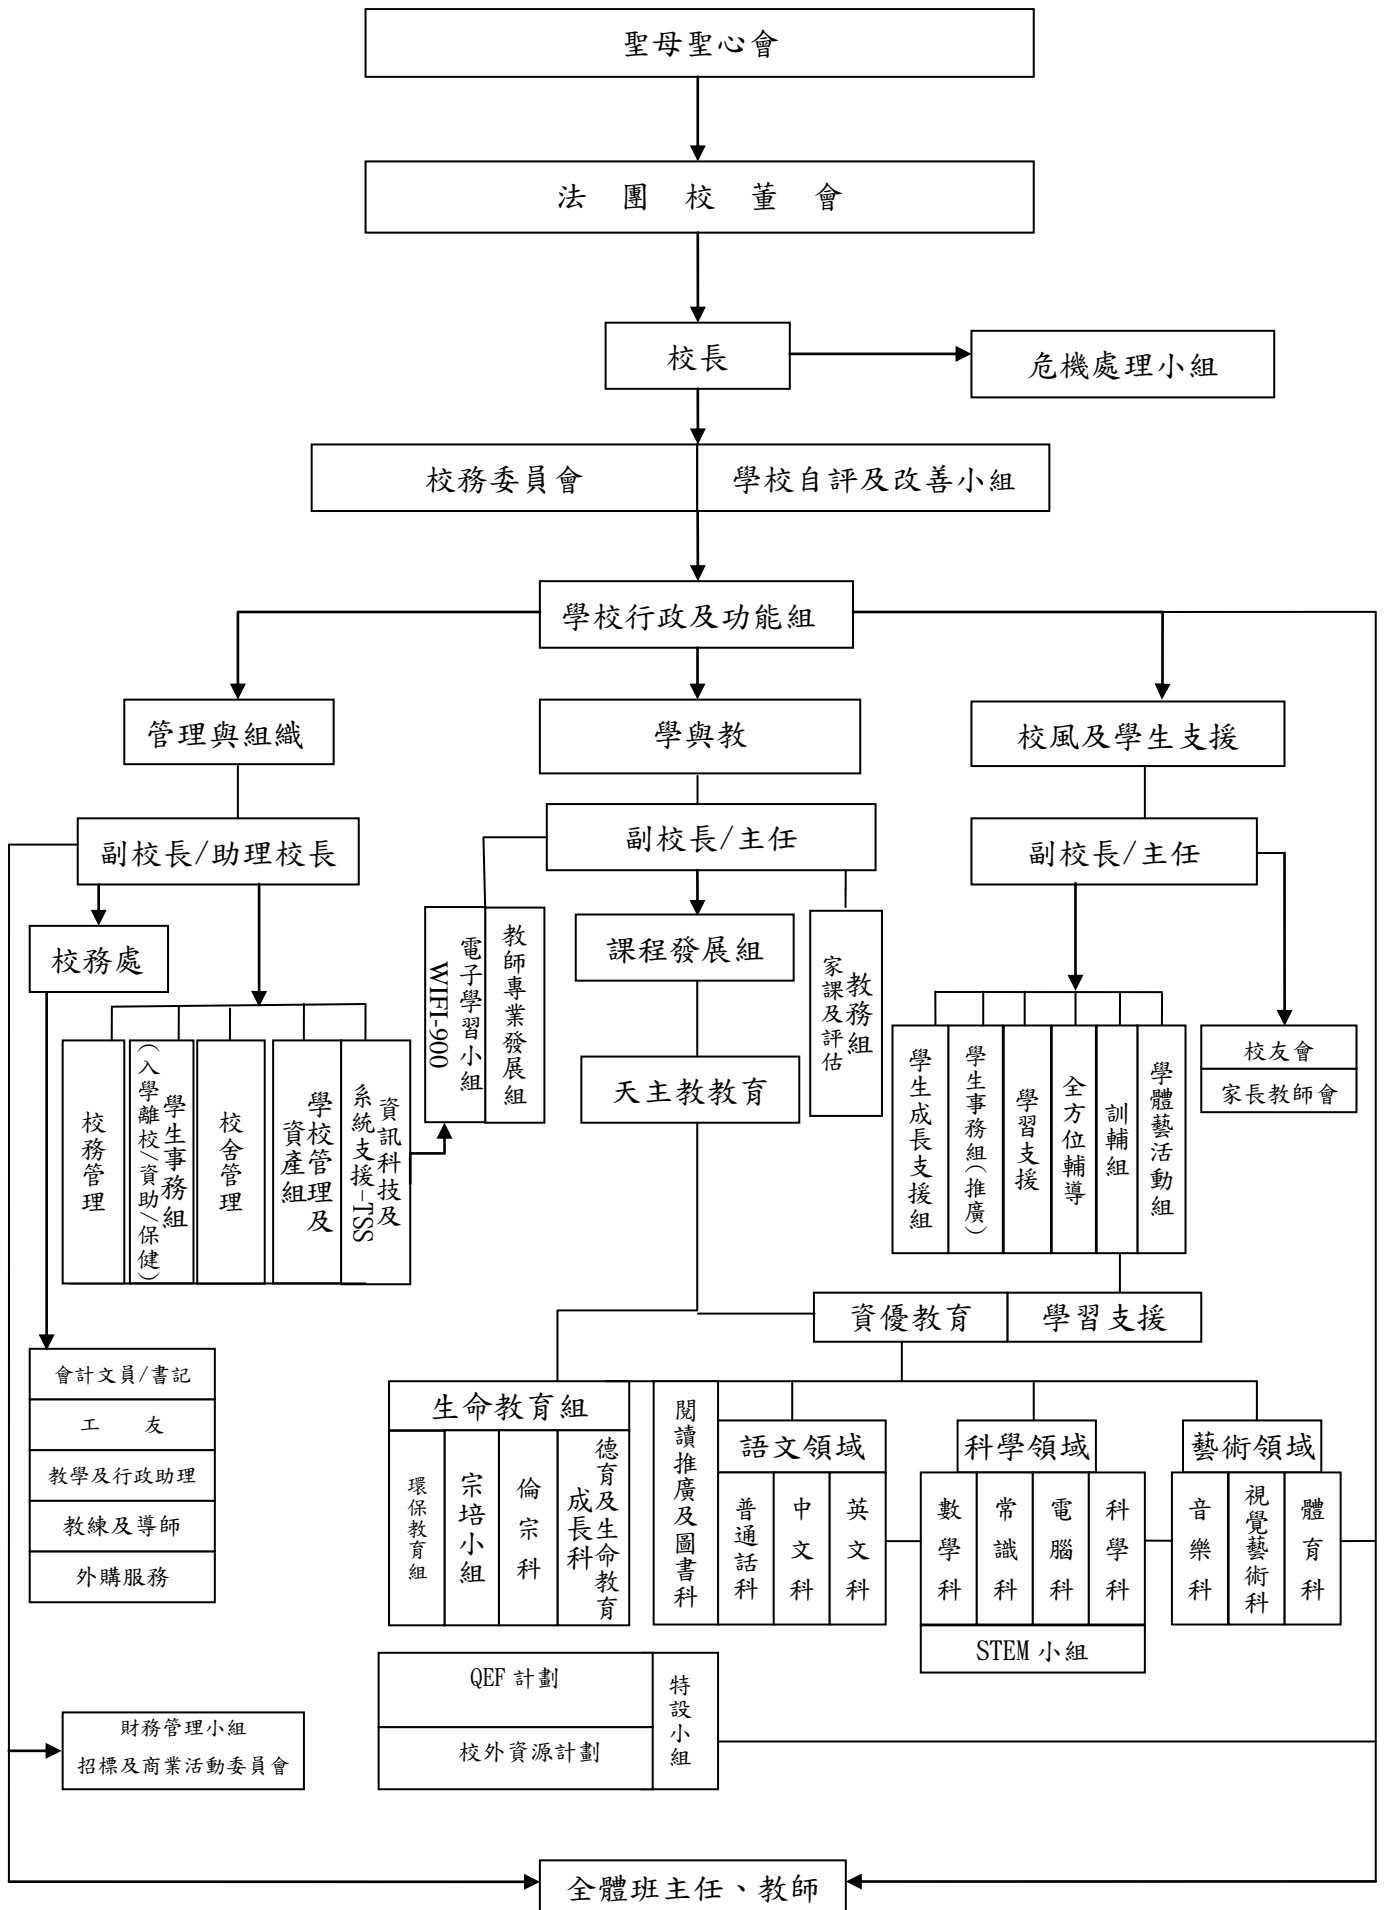 聖母聖心會
法團校董會
校長
危機處理小組
校務委員會
學校自評及改善小組
學校行政及功能組
管理與組織
學與教
校風及學生支援
副校長/助理校長
副校長/主任
副校長/主任
校務處
校務管理
學生事務組
(入學離校/資助/保健)
校舍管理
學校管理及
資產組
資訊科技及
系統支援-TSS
電子學習小組
WIFI-900
教師專業發展組
課程發展組
教務組
家課及評估
天主教教育
學生成長支援組
學生事務組(推廣)
學習支援
全方位輔導
訓輔組
學體藝活動組
校友會
家長教師會
資優教育
學習支援
會計文員/書記
工 友
教學及行政助理
教練及導師
外購服務
生命教育組
環保教育組
宗培小組
倫宗科
德育及生命教育
成長科
閱讀推廣及圖書科
語文領域
普通話科
中文科
英文科
科學領域
數學科
常識科
電腦科
科學科
STEM 小組
藝術領域
音樂科
視覺藝術科
體育科
QEF 計劃
校外資源計劃
特設小組
財務管理小組
招標及商業活動委員會
全體班主任、教師